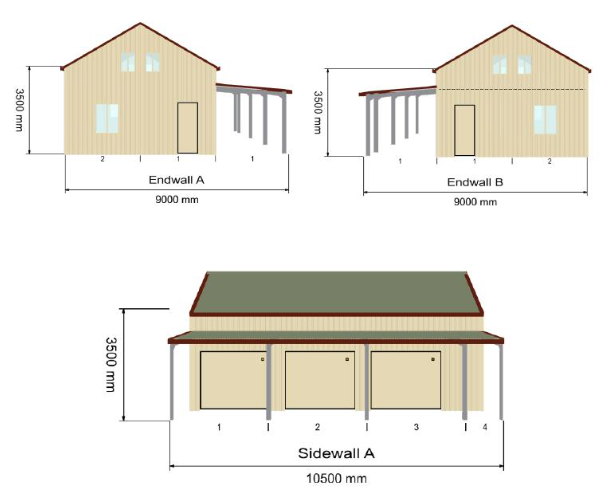 3500 mm
2 | 1 | 1
Endwall A
9000 mm
3500 mm
1 | 1 | 2
Endwall B
9000 mm
3500 mm
1 | 2 | 3 | 4
Sidewall A
10500 mm